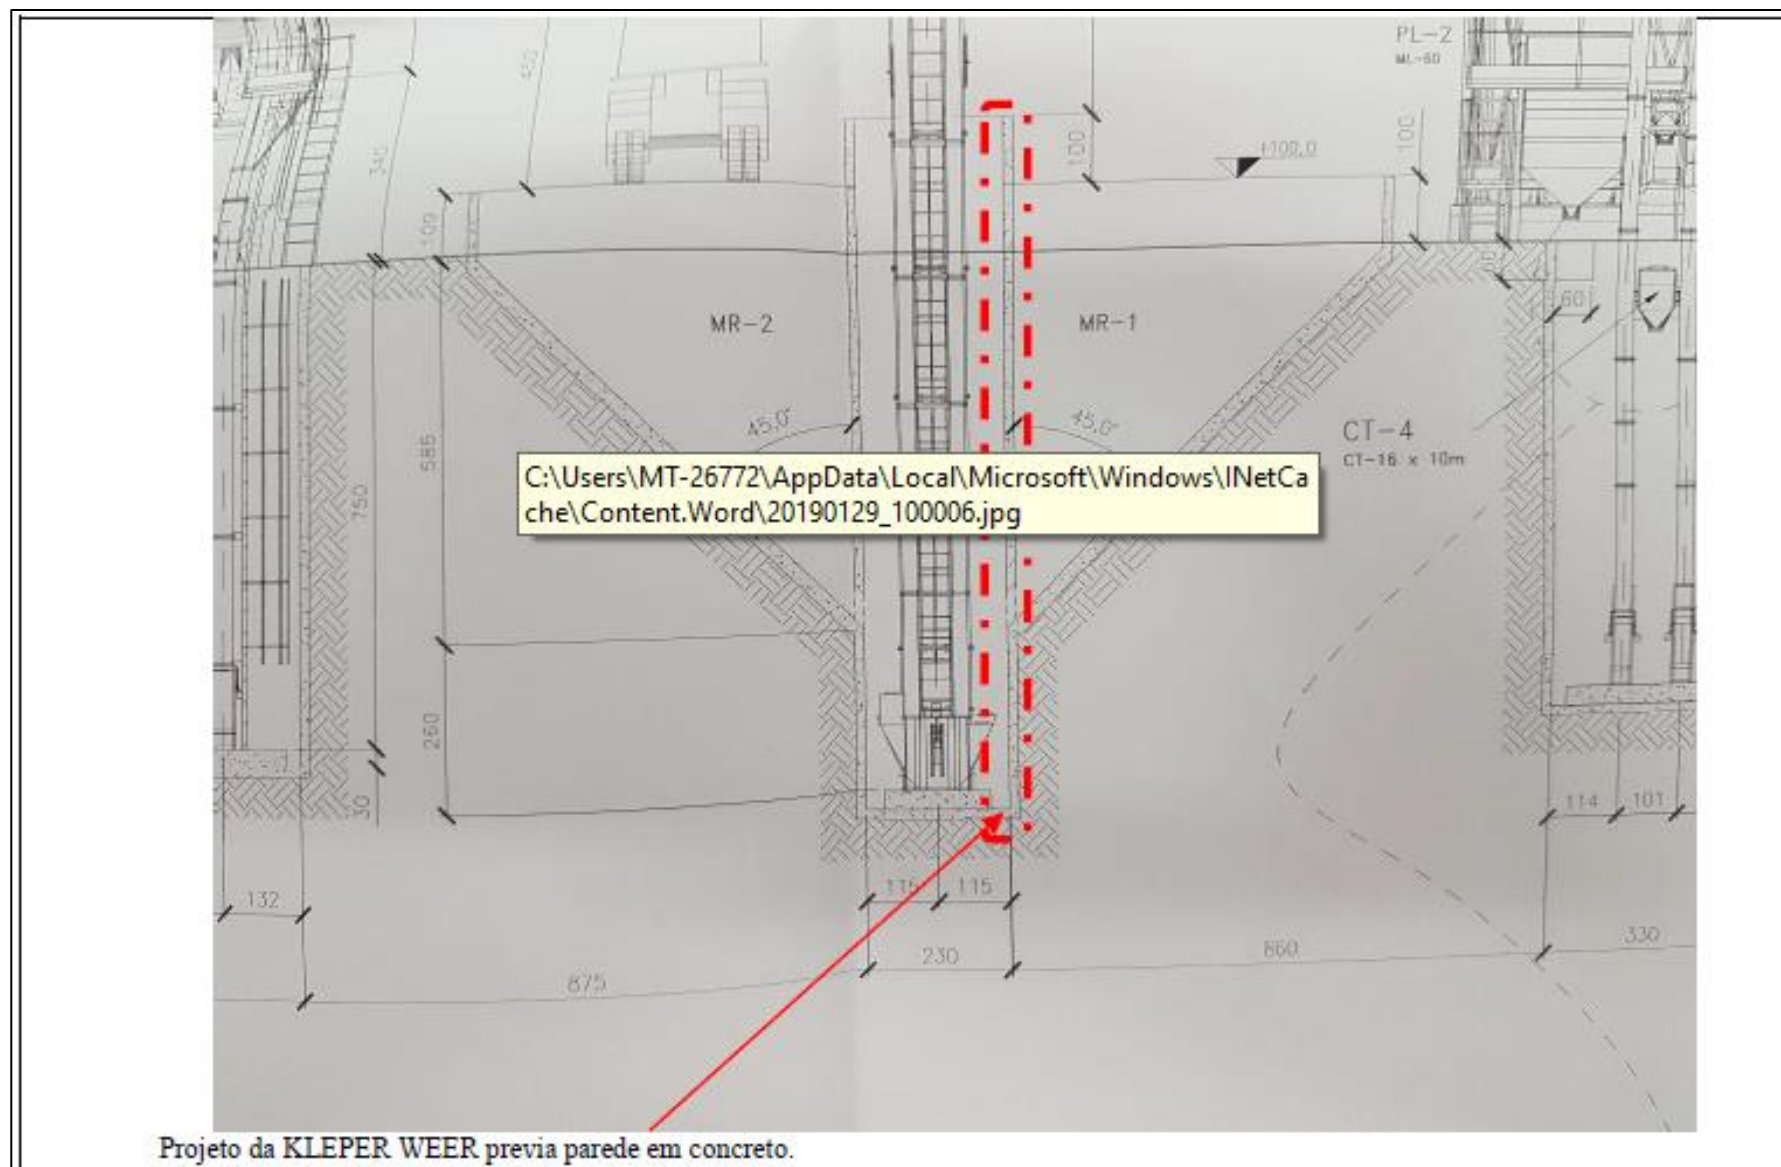 PL-2
ML-60
450
340
100
100
+100,0
100
60
MR-2
MR-1
45,0°
45,0°
CT-4
CT-16 x 10m
585
750
C:\Users\MT-26772\AppData\Local\Microsoft\Windows\INetCa
che\Content.Word\20190129_100006.jpg
260
30
114
101
115
115
132
230
860
330
875
Projeto da KLEPER WEER previa parede em concreto.